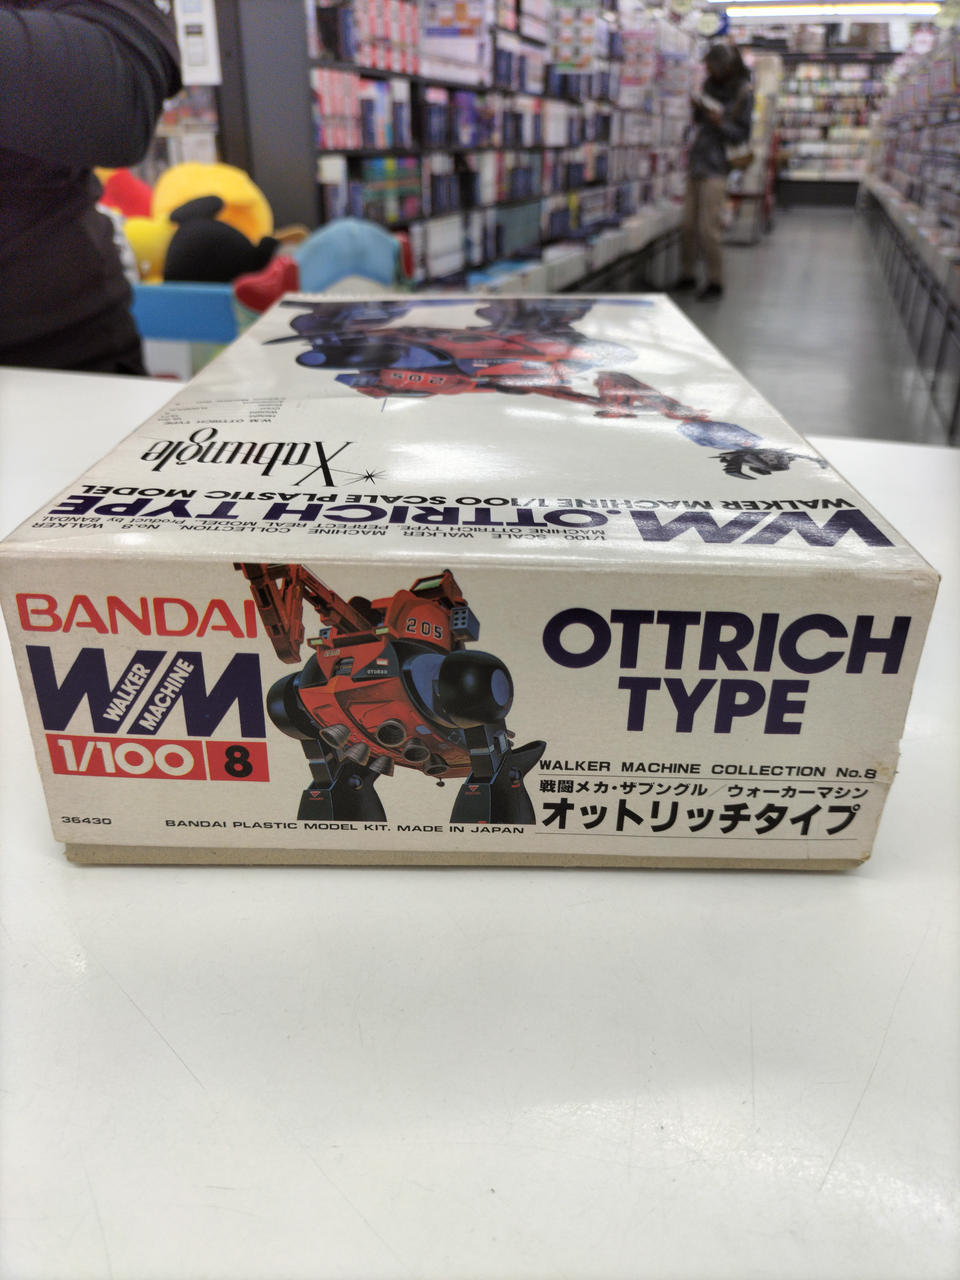 Xabungle
WALKER MACHINE 1/100 SCALE PLASTIC MODEL
W/M OTTRICH TYPE
205
BANDAI
WM
WALKER
MACHINE
1/100 8
36430
BANDAI PLASTIC MODEL KIT. MADE IN JAPAN
205
OTTRICH
TYPE
WALKER MACHINE COLLECTION No.8
戦闘メカ・ザブングル/ウォーカーマシン
オットリッチタイプ